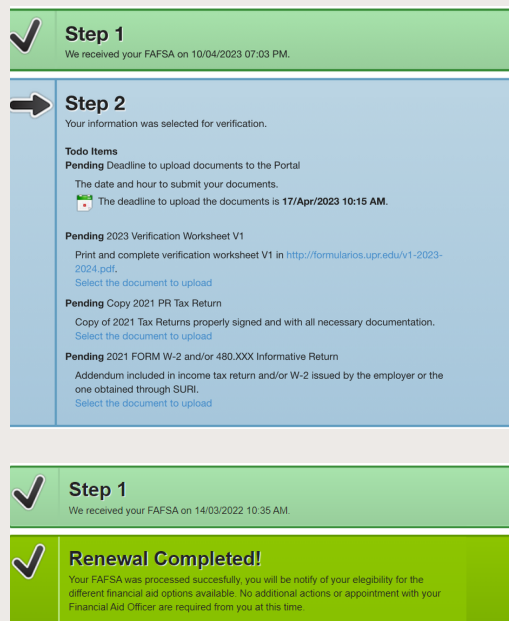 Step 1
We received your FAFSA on 10/04/2023 07:03 PM.
Step 2
Your information was selected for verification.
Todo Items
Pending Deadline to upload documents to the Portal
The date and hour to submit your documents.
The deadline to upload the documents is 17/Apr/2023 10:15 AM.
Pending 2023 Verification Worksheet V1
Print and complete verification worksheet V1 in http://formularios.upr.edu/v1-2023-
2024.pdf.
Select the document to upload
Pending Copy 2021 PR Tax Return
Copy of 2021 Tax Returns properly signed and with all necessary documentation.
Select the document to upload
Pending 2021 FORM W-2 and/or 480.XXX Informative Return
Addendum included in income tax return and/or W-2 issued by the employer or the
one obtained through SURI.
Select the document to upload
Step 1
We received your FAFSA on 14/03/2022 10:35 AM.
Renewal Completed!
Your FAFSA was processed succesfully, you will be notify of your elegibility for the
different financial aid options available. No additional actions or appointment with your
Financial Aid Officer are required from you at this time.